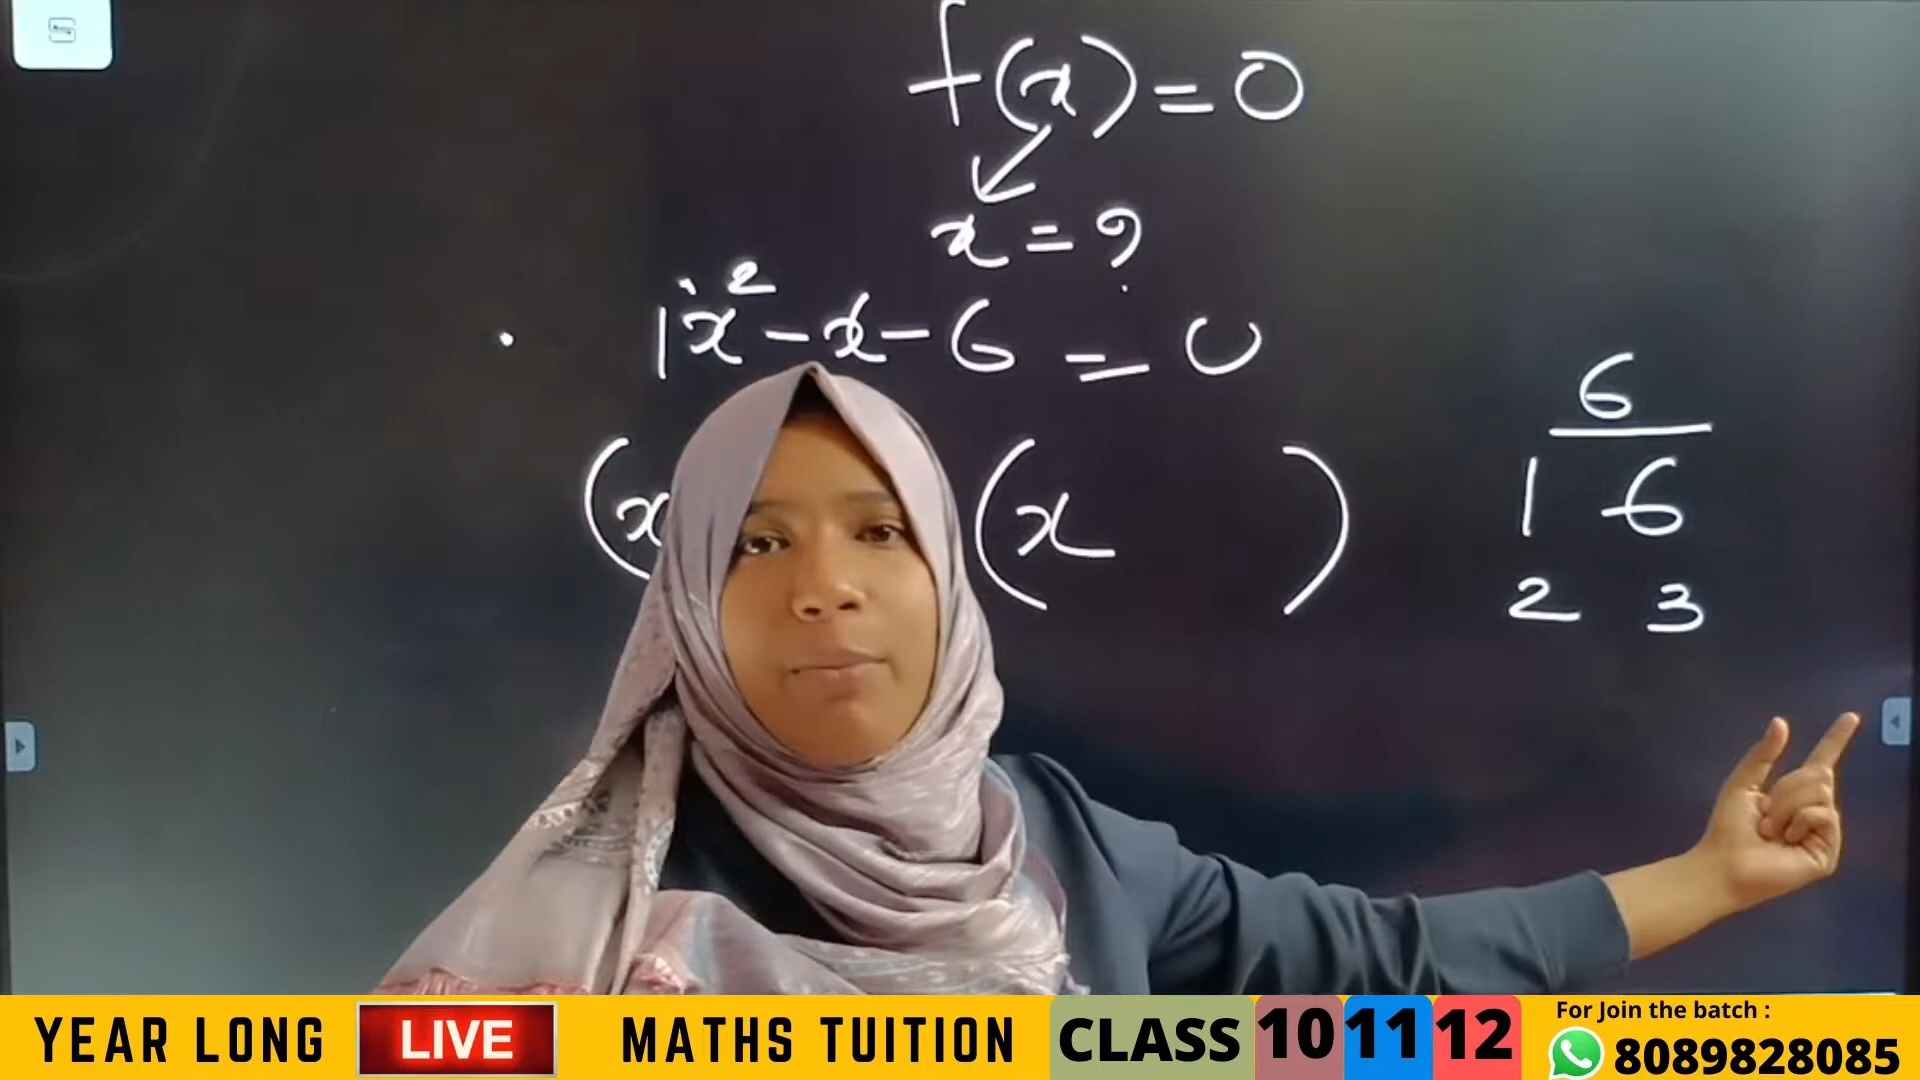 f(x) = 0
x = ?
1x² - x - 6 = 0
(x (x )
6
1 6
2 3
YEAR LONG LIVE MATHS TUITION CLASS 10 11 12
For Join the batch :
8089828085